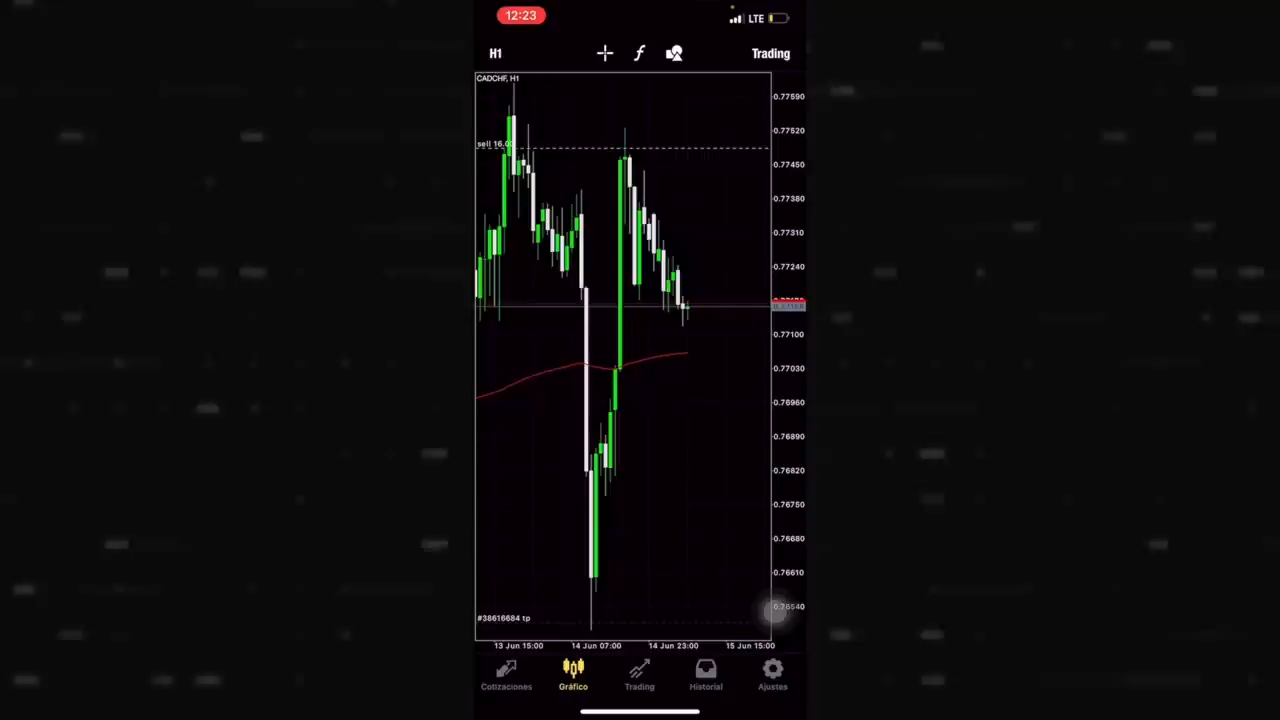 12:23
LTE
H1
Trading
CADCHF, H1
0.77590
0.77520
sell 16.00
0.77450
0.77380
0.77310
0.77240
0.77100
0.77030
0.76960
0.76890
0.76820
0.76750
0.76680
0.76610
0.76540
#38616684 tp
13 Jun 15:00
14 Jun 07:00
14 Jun 23:00
15 Jun 15:00
Cotizaciones
Gráfico
Trading
Historial
Ajustes